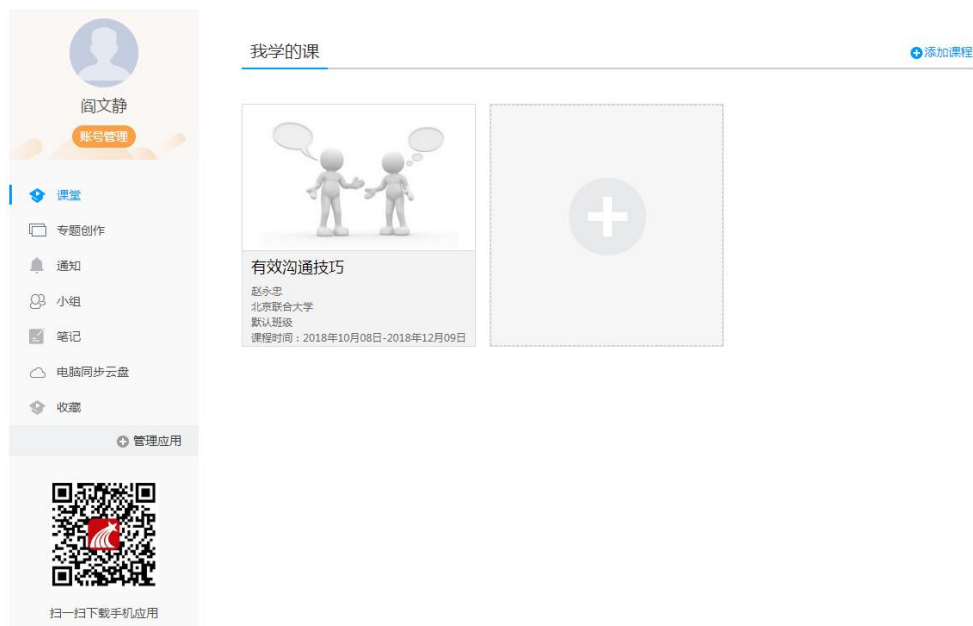 阎文静
账号管理
课堂
专题创作
通知
小组
笔记
电脑同步云盘
收藏
管理应用
扫一扫下载手机应用
我学的课
添加课程
有效沟通技巧
赵永忠
北京联合大学
默认班级
课程时间：2018年10月08日-2018年12月09日